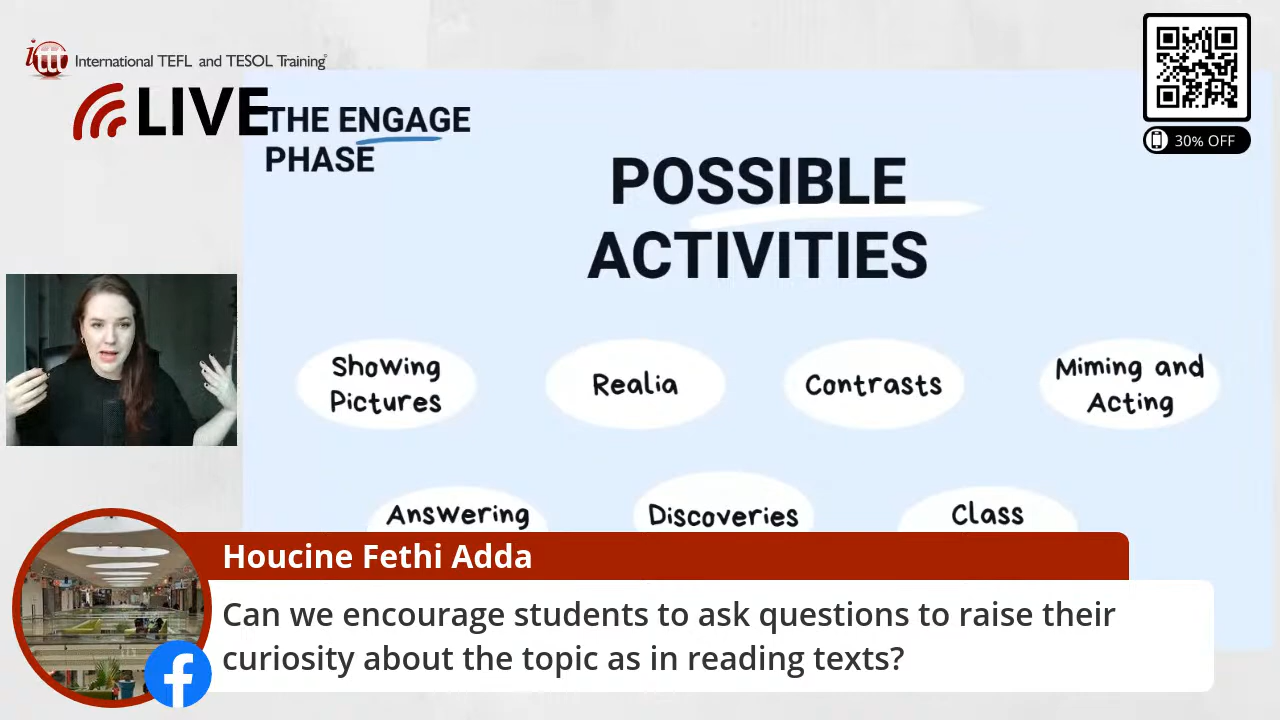 ittt International TEFL and TESOL Training
LIVE
THE ENGAGE
PHASE
30% OFF
POSSIBLE
ACTIVITIES
Showing
Pictures
Realia
Contrasts
Miming and
Acting
Answering
Discoveries
Class
Houcine Fethi Adda
Can we encourage students to ask questions to raise their
curiosity about the topic as in reading texts?